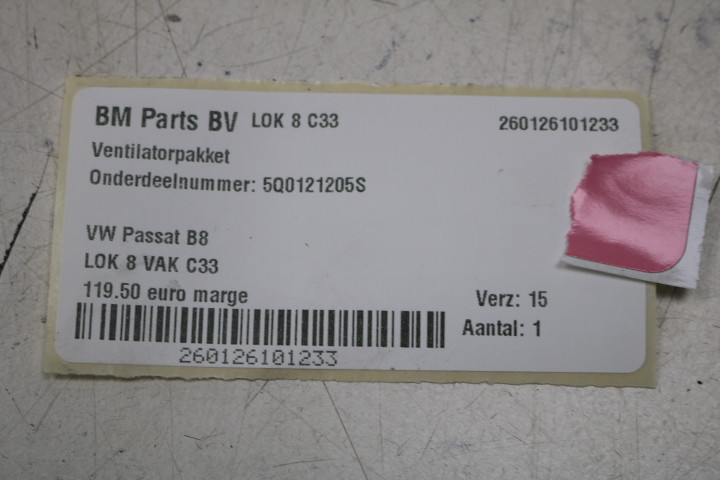 BM Parts BV LOK 8 C33 260126101233
Ventilatorpakket
Onderdeelnummer: 5Q0121205S
VW Passat B8
LOK 8 VAK C33
119.50 euro marge Verz: 15
Aantal: 1
260126101233